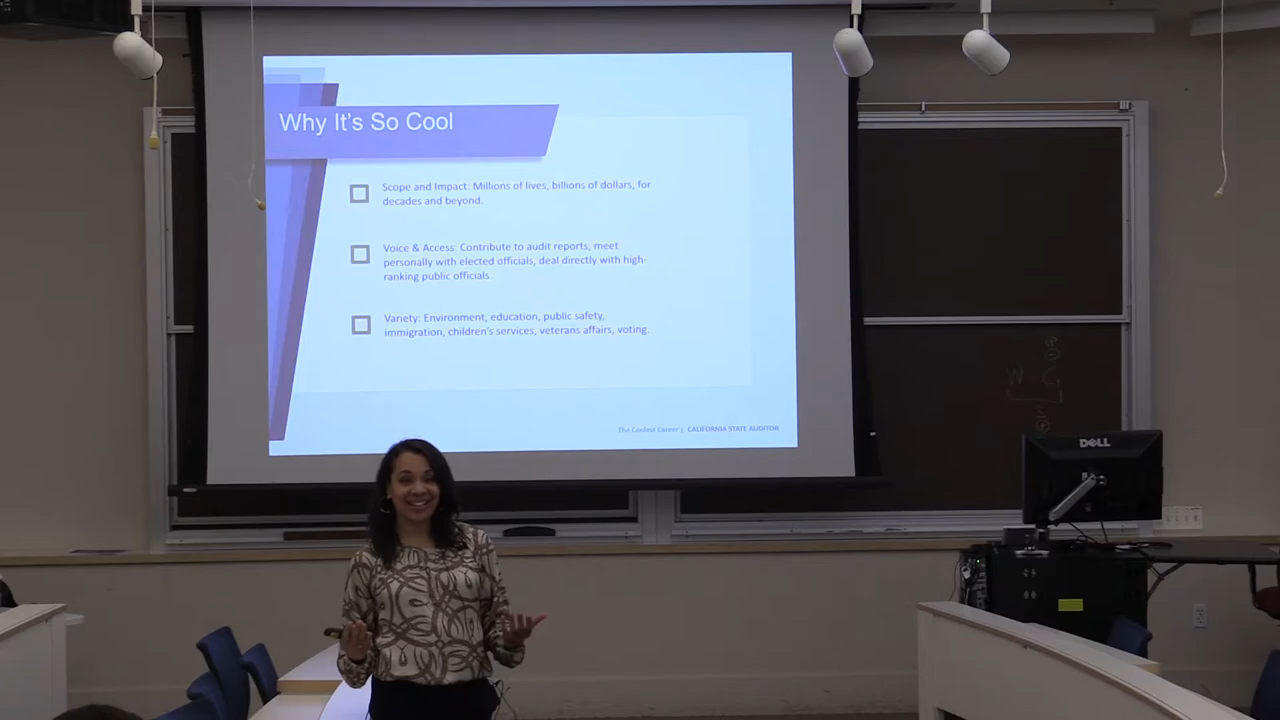 Why It's So Cool
Scope and Impact: Millions of lives, billions of dollars, for
decades and beyond.
Voice & Access: Contribute to audit reports, meet
personally with elected officials, deal directly with high-
ranking public officials.
Variety: Environment, education, public safety,
immigration, children's services, veterans affairs, voting.
The Coolest Career | CALIFORNIA STATE AUDITOR
W - C
DELL